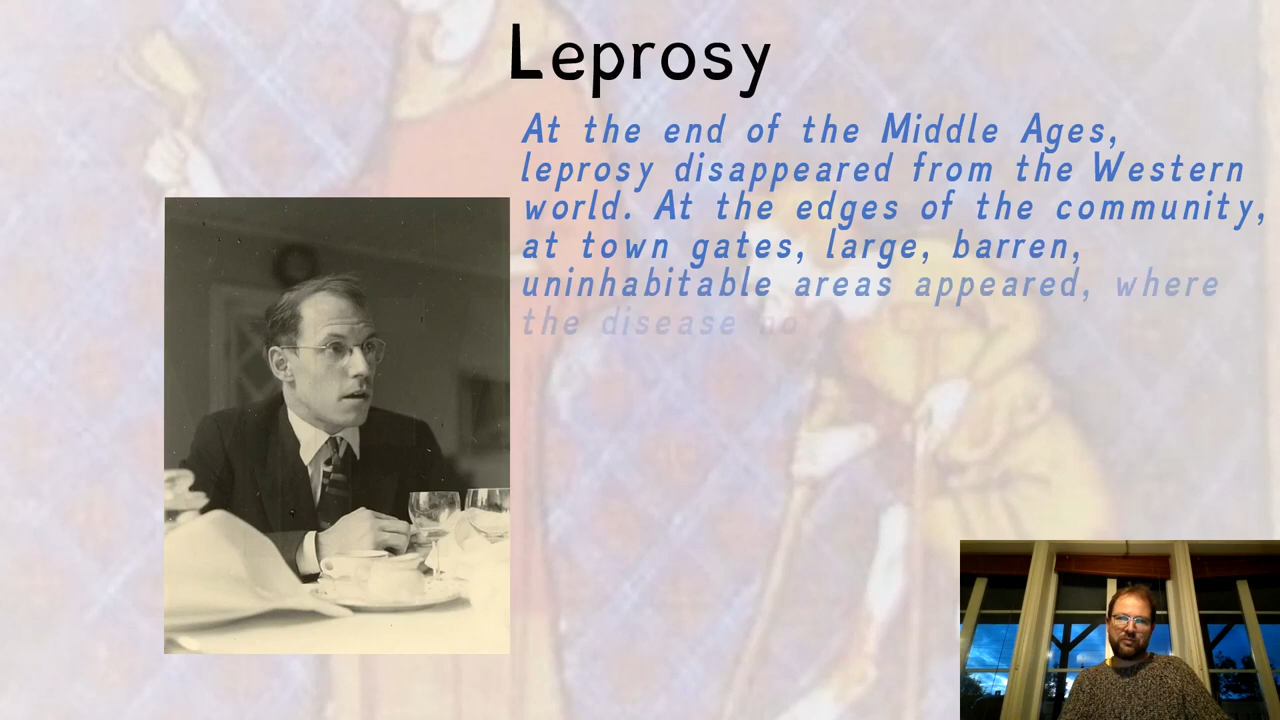 Leprosy
At the end of the Middle Ages,
leprosy disappeared from the Western
world. At the edges of the community,
at town gates, large, barren,
uninhabitable areas appeared, where
the disease no